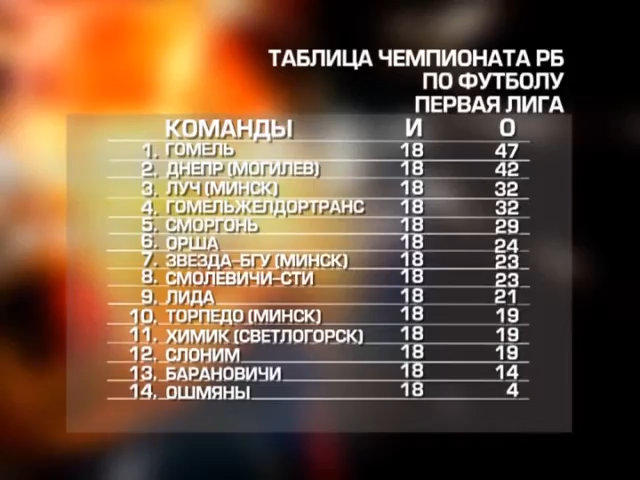 ТАБЛИЦА ЧЕМПИОНАТА РБ
ПО ФУТБОЛУ
ПЕРВАЯ ЛИГА
КОМАНДЫ И О
1. ГОМЕЛЬ 18 47
2. ДНЕПР (МОГИЛЕВ) 18 42
3. ЛУЧ (МИНСК) 18 32
4. ГОМЕЛЬЖЕЛДОРТРАНС 18 32
5. СМОРГОНЬ 18 29
6. ОРША 18 24
7. ЗВЕЗДА-БГУ (МИНСК) 18 23
8. СМОЛЕВИЧИ-СТИ 18 23
9. ЛИДА 18 21
10. ТОРПЕДО (МИНСК) 18 19
11. ХИМИК (СВЕТЛОГОРСК) 18 19
12. СЛОНИМ 18 19
13. БАРАНОВИЧИ 18 14
14. ОШМЯНЫ 18 4